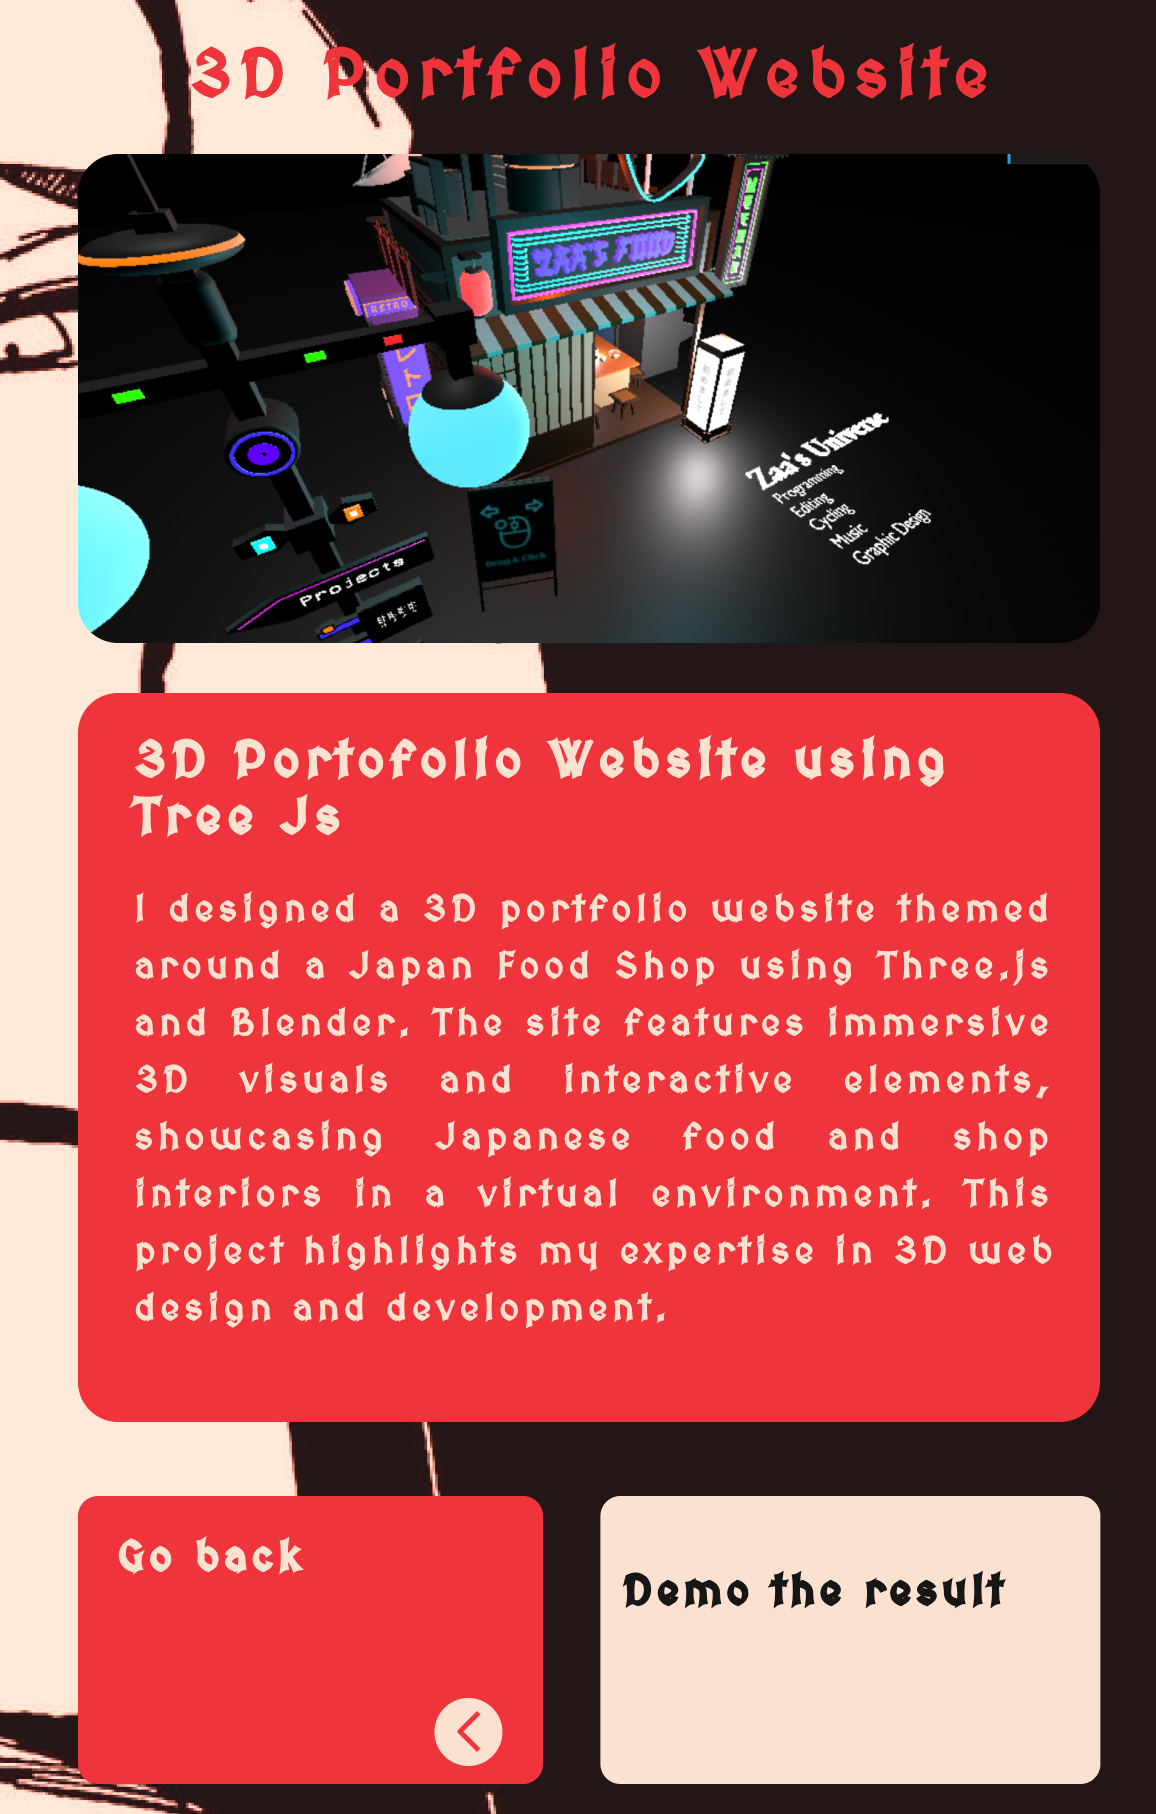 3D Portfolio Website
ZAA'S FOOD
RETRO
Zaa's Universe
Programming
Editing
Cycling
Music
Graphic Design
Drag & Click
Projects
3D Portofolio Website using
Tree Js
I designed a 3D portfolio website themed
around a Japan Food Shop using Three.js
and Blender. The site features immersive
3D visuals and interactive elements,
showcasing Japanese food and shop
interiors in a virtual environment. This
project highlights my expertise in 3D web
design and development.
Go back
Demo the result